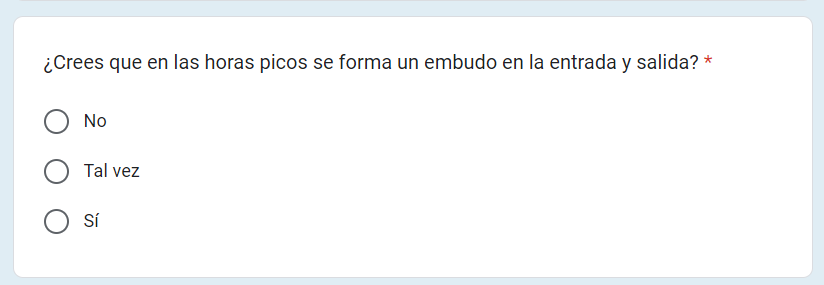 ¿Crees que en las horas picos se forma un embudo en la entrada y salida? *
No
Tal vez
Sí